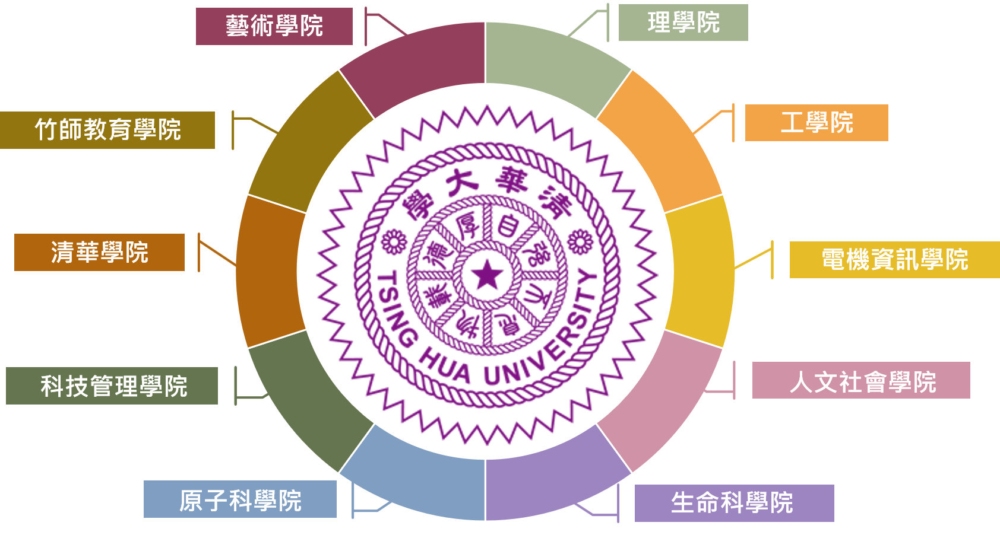 藝術學院
理學院
竹師教育學院
工學院
清華學院
電機資訊學院
科技管理學院
人文社會學院
原子科學院
生命科學院
學大華清
TSING HUA UNIVERSITY
厚自
德強
載不
物息